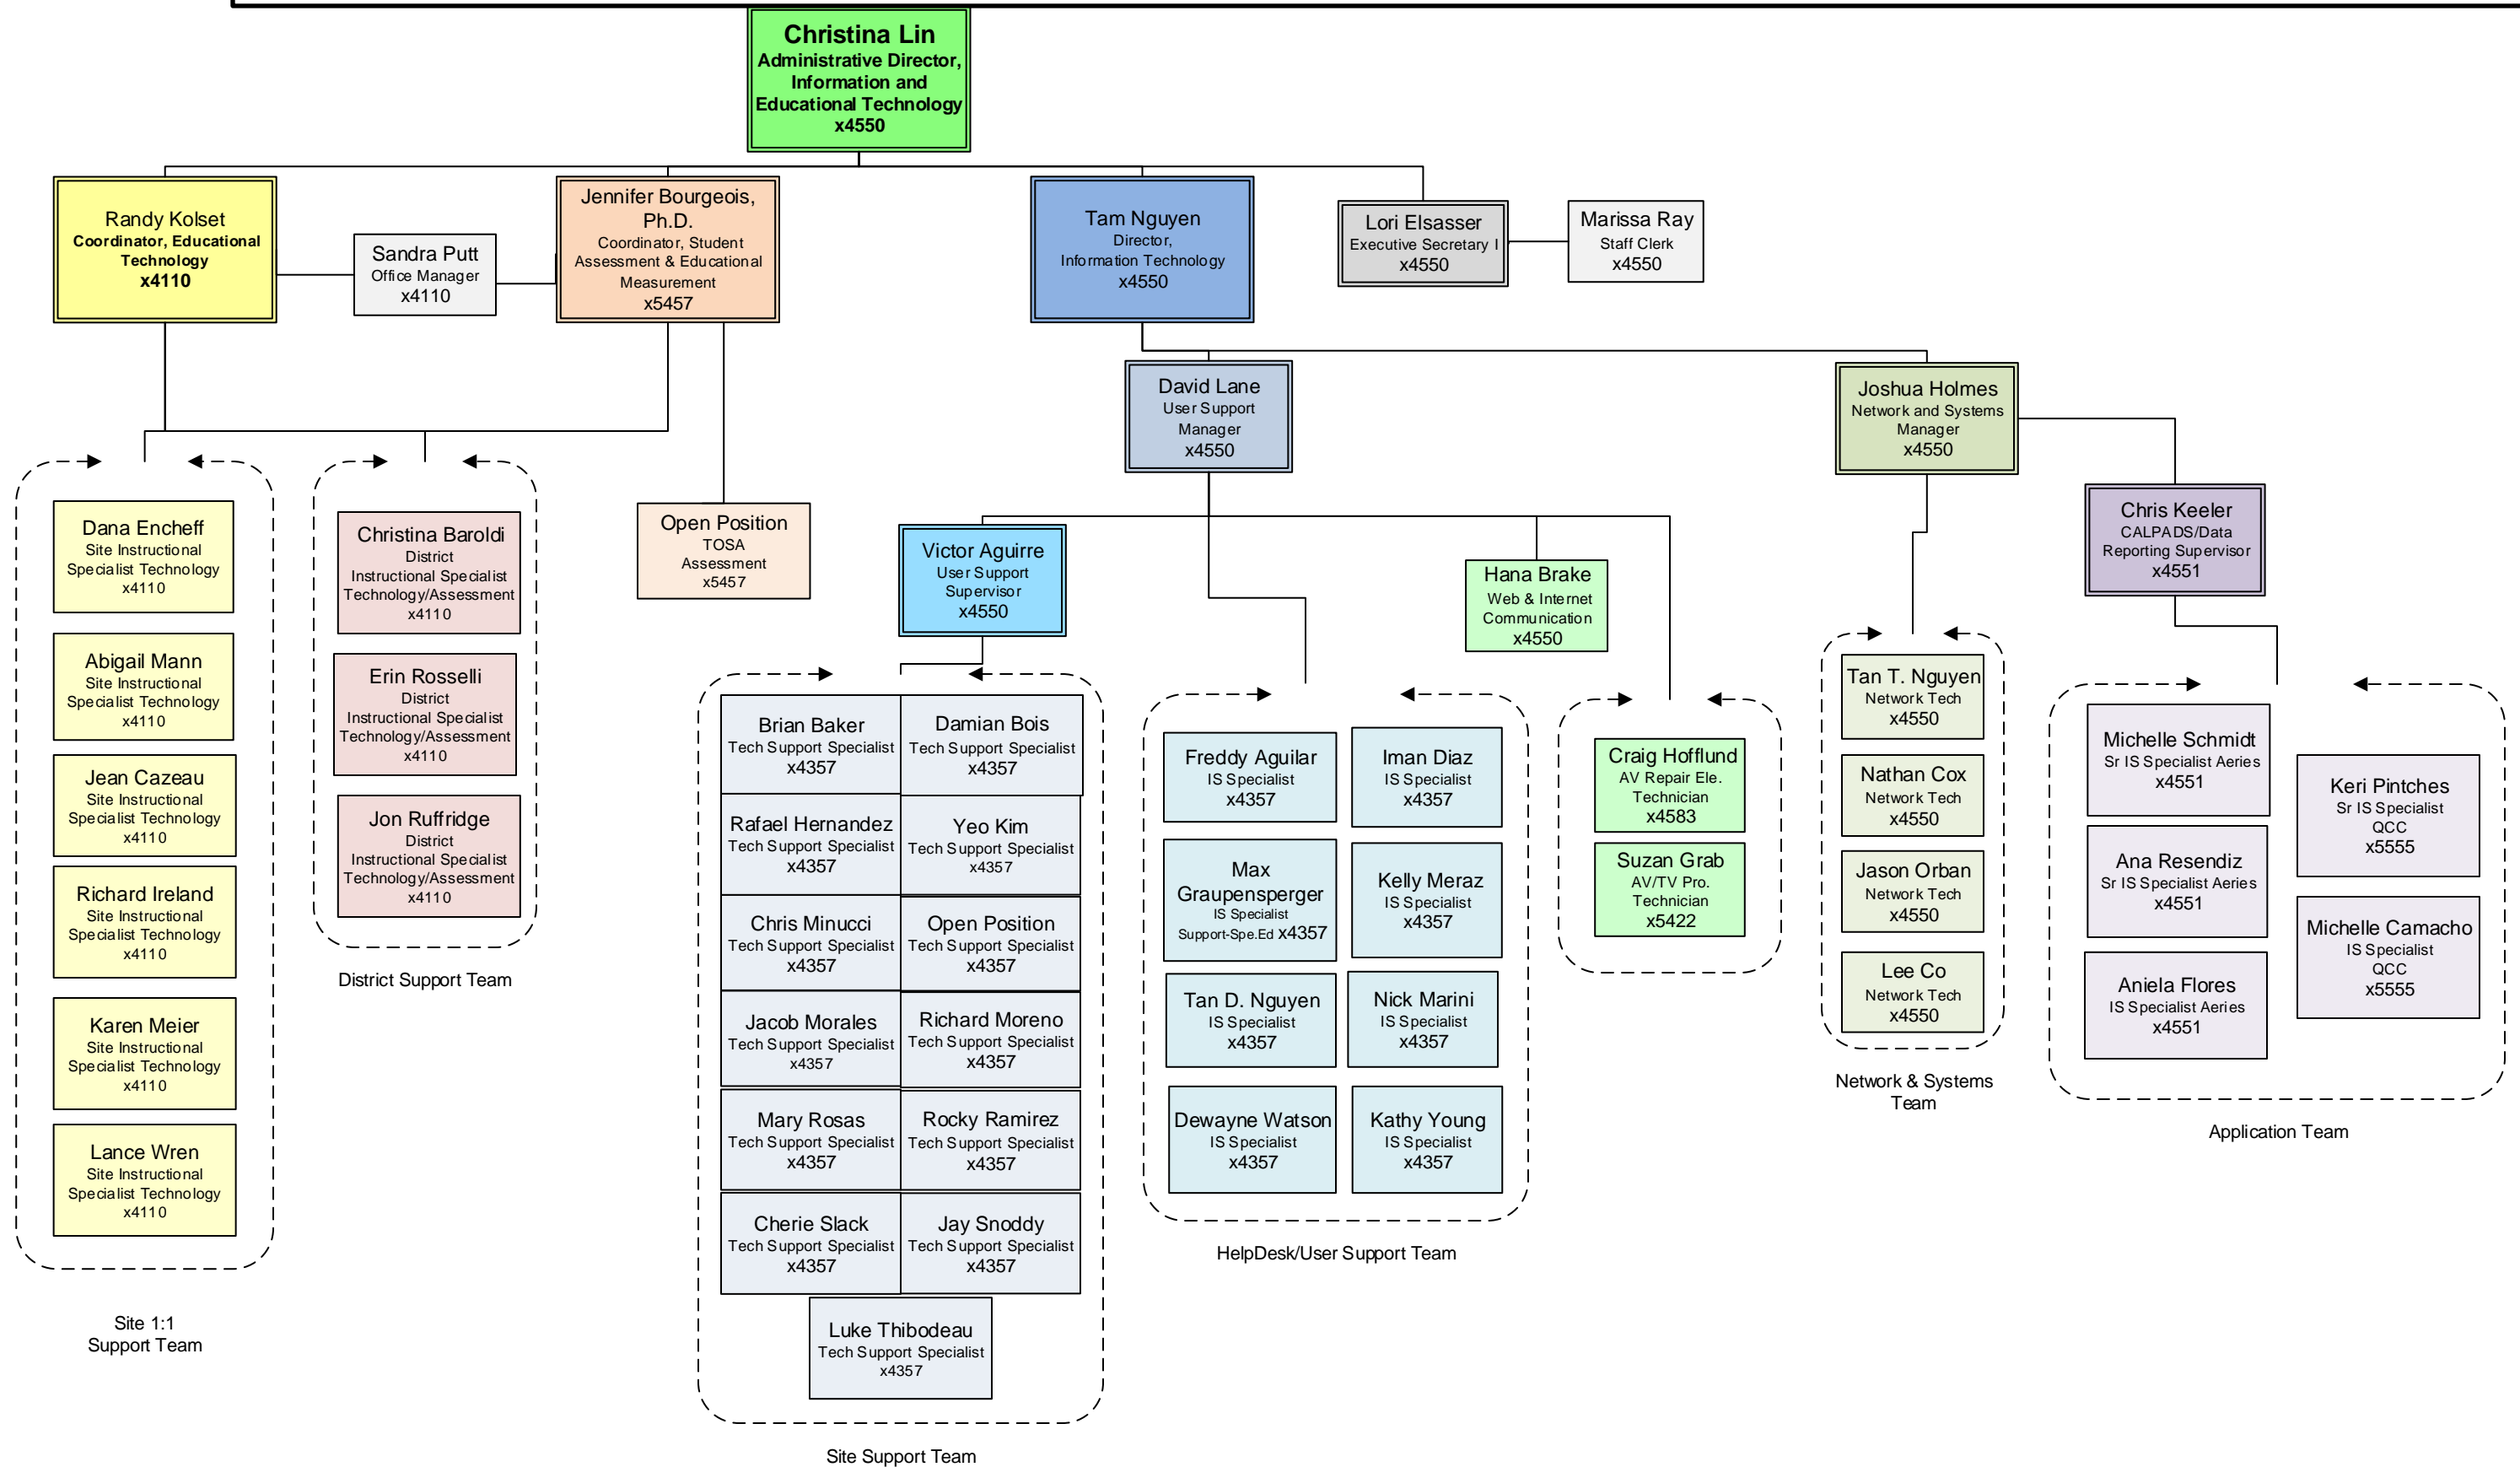 Christina Lin
Administrative Director,
Information and
Educational Technology
x4550
Randy Kolset
Coordinator, Educational
Technology
x4110
Sandra Putt
Office Manager
x4110
Jennifer Bourgeois,
Ph.D.
Coordinator, Student
Assessment & Educational
Measurement
x5457
Tam Nguyen
Director,
Information Technology
x4550
Lori Elsasser
Executive Secretary I
x4550
Marissa Ray
Staff Clerk
x4550
David Lane
User Support
Manager
x4550
Joshua Holmes
Network and Systems
Manager
x4550
Chris Keeler
CALPADS/Data
Reporting Supervisor
x4551
Dana Encheff
Site Instructional
Specialist Technology
x4110
Abigail Mann
Site Instructional
Specialist Technology
x4110
Jean Cazeau
Site Instructional
Specialist Technology
x4110
Richard Ireland
Site Instructional
Specialist Technology
x4110
Karen Meier
Site Instructional
Specialist Technology
x4110
Lance Wren
Site Instructional
Specialist Technology
x4110
Site 1:1
Support Team
Christina Baroldi
District
Instructional Specialist
Technology/Assessment
x4110
Erin Rosselli
District
Instructional Specialist
Technology/Assessment
x4110
Jon Ruffridge
District
Instructional Specialist
Technology/Assessment
x4110
District Support Team
Open Position
TOSA
Assessment
x5457
Victor Aguirre
User Support
Supervisor
x4550
Brian Baker
Tech Support Specialist
x4357
Damian Bois
Tech Support Specialist
x4357
Rafael Hernandez
Tech Support Specialist
x4357
Yeo Kim
Tech Support Specialist
x4357
Chris Minucci
Tech Support Specialist
x4357
Open Position
Tech Support Specialist
x4357
Jacob Morales
Tech Support Specialist
x4357
Richard Moreno
Tech Support Specialist
x4357
Mary Rosas
Tech Support Specialist
x4357
Rocky Ramirez
Tech Support Specialist
x4357
Cherie Slack
Tech Support Specialist
x4357
Jay Snoddy
Tech Support Specialist
x4357
Luke Thibodeau
Tech Support Specialist
x4357
Site Support Team
Hana Brake
Web & Internet
Communication
x4550
Freddy Aguilar
IS Specialist
x4357
Iman Diaz
IS Specialist
x4357
Max
Graupensperger
IS Specialist
Support-Spe.Ed x4357
Kelly Meraz
IS Specialist
x4357
Tan D. Nguyen
IS Specialist
x4357
Nick Marini
IS Specialist
x4357
Dewayne Watson
IS Specialist
x4357
Kathy Young
IS Specialist
x4357
HelpDesk/User Support Team
Craig Hofflund
AV Repair Ele.
Technician
x4583
Suzan Grab
AV/TV Pro.
Technician
x5422
Tan T. Nguyen
Network Tech
x4550
Nathan Cox
Network Tech
x4550
Jason Orban
Network Tech
x4550
Lee Co
Network Tech
x4550
Network & Systems
Team
Michelle Schmidt
Sr IS Specialist Aeries
x4551
Ana Resendiz
Sr IS Specialist Aeries
x4551
Aniela Flores
IS Specialist Aeries
x4551
Keri Pintches
Sr IS Specialist
QCC
x5555
Michelle Camacho
IS Specialist
QCC
x5555
Application Team